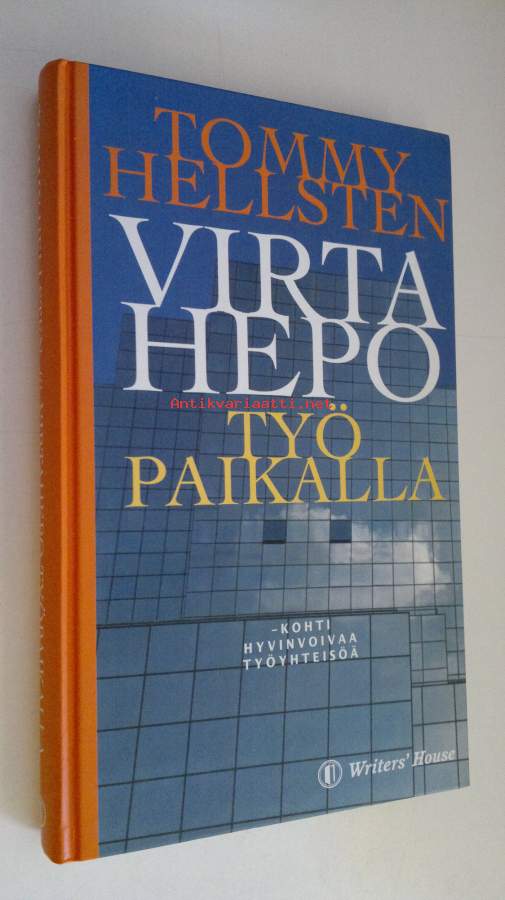 TOMMY
HELLSTEN
VIRTA
HEPO
Antikvariaatti.net
TYÖ
PAIKALLA
–KOHTI
HYVINVOIVAA
TYÖYHTEISÖÄ
Writers' House